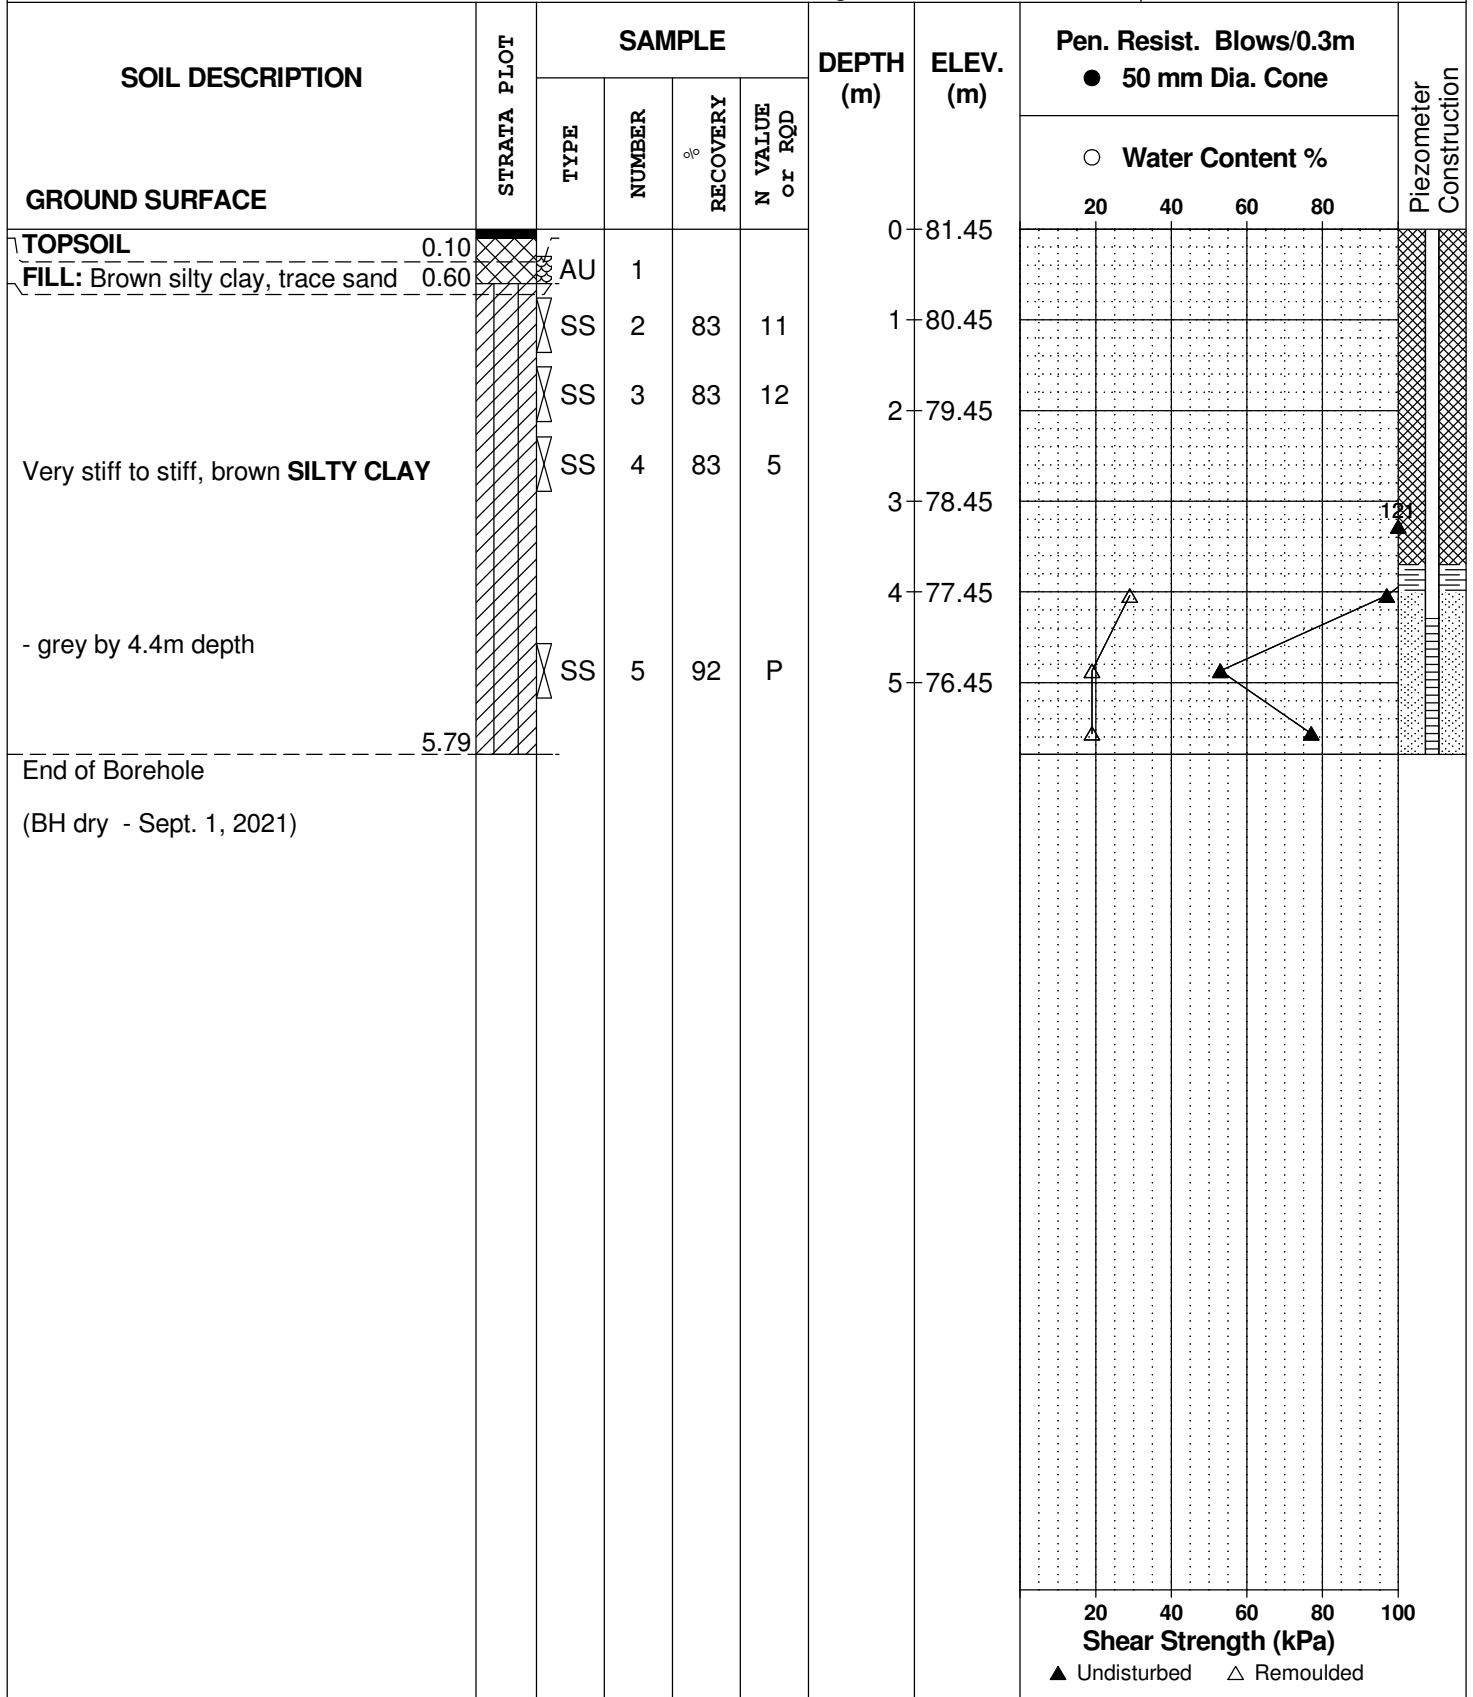 SOIL DESCRIPTION
GROUND SURFACE
STRATA PLOT
SAMPLE
TYPE
NUMBER
% RECOVERY
N VALUE or RQD
DEPTH (m)
ELEV. (m)
Pen. Resist. Blows/0.3m
● 50 mm Dia. Cone
○ Water Content %
20 40 60 80
Piezometer Construction
TOPSOIL 0.10
FILL: Brown silty clay, trace sand 0.60
Very stiff to stiff, brown SILTY CLAY
- grey by 4.4m depth
5.79
End of Borehole
(BH dry - Sept. 1, 2021)
AU 1
SS 2 83 11
SS 3 83 12
SS 4 83 5
SS 5 92 P
0 81.45
1 80.45
2 79.45
3 78.45
4 77.45
5 76.45
121
20 40 60 80 100
Shear Strength (kPa)
▲ Undisturbed △ Remoulded